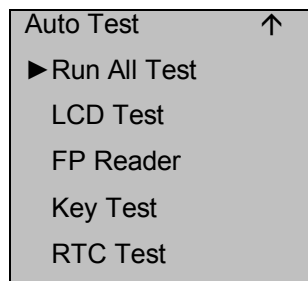 Auto Test ↑
►Run All Test
LCD Test
FP Reader
Key Test
RTC Test